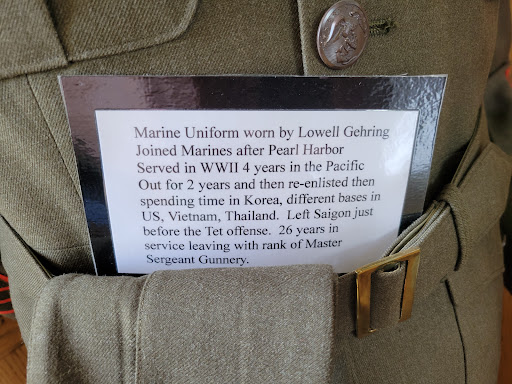 Marine Uniform worn by Lowell Gehring
Joined Marines after Pearl Harbor
Served in WWII 4 years in the Pacific
Out for 2 years and then re-enlisted then
spending time in Korea, different bases in
US, Vietnam, Thailand. Left Saigon just
before the Tet offense. 26 years in
service leaving with rank of Master
Sergeant Gunnery.